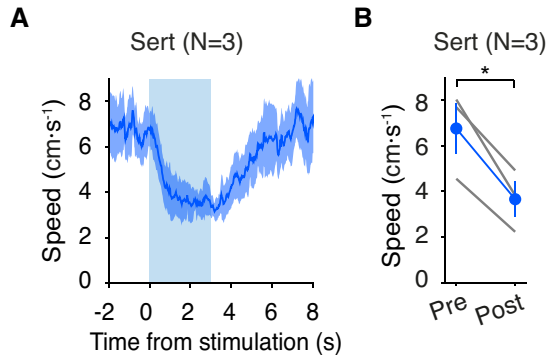 A
Sert (N=3)
Speed (cm·s⁻¹)
8
6
4
2
0
-2 0 2 4 6 8
Time from stimulation (s)
B
Sert (N=3)
*
Speed (cm·s⁻¹)
8
6
4
2
0
Pre Post